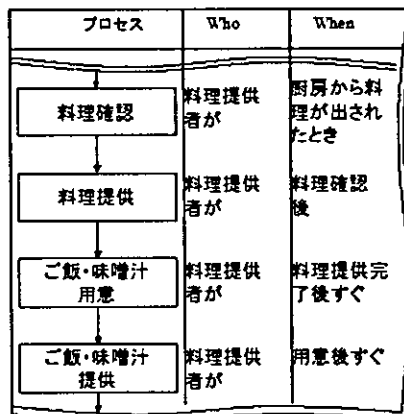 プロセス Who When
料理確認
料理提供
者が
厨房から料
理が出され
たとき
料理提供
料理提供
者が
料理確認
後
ご飯・味噌汁
用意
料理提供
者が
料理提供完
了後すぐ
ご飯・味噌汁
提供
料理提供
者が
用意後すぐ